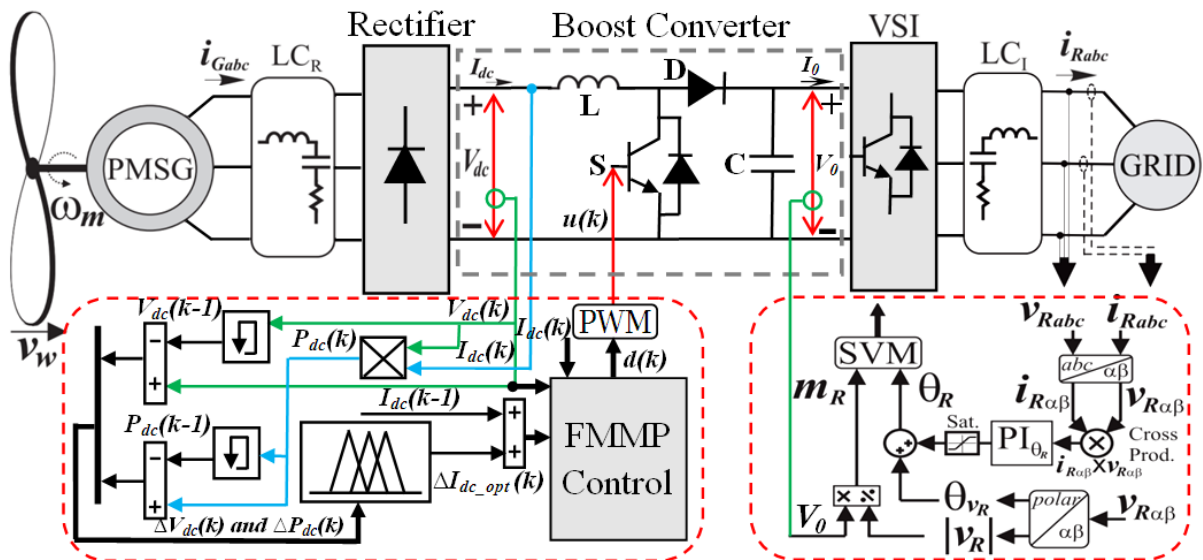 Rectifier
Boost Converter
VSI
i_Gabc
LC_R
I_dc
D
I_0
LC_I
i_Rabc
L
+
+
PMSG
V_dc
S
C
V_0
GRID
ω_m
u(k)
-
-
v_w
V_dc(k-1)
V_dc(k)
I_dc(k)
PWM
P_dc(k)
I_dc(k)
d(k)
-
+
I_dc(k-1)
P_dc(k-1)
+
+
FMMP
Control
-
+
ΔI_dc_opt(k)
ΔV_dc(k) and ΔP_dc(k)
v_Rabc
i_Rabc
SVM
abc
αβ
m_R
θ_R
i_Rαβ
v_Rαβ
Sat.
PI_θR
×
Cross
Prod.
i_Rαβ×v_Rαβ
+
+
V_0
× ÷
θ_vR
|v_R|
polar
αβ
v_Rαβ